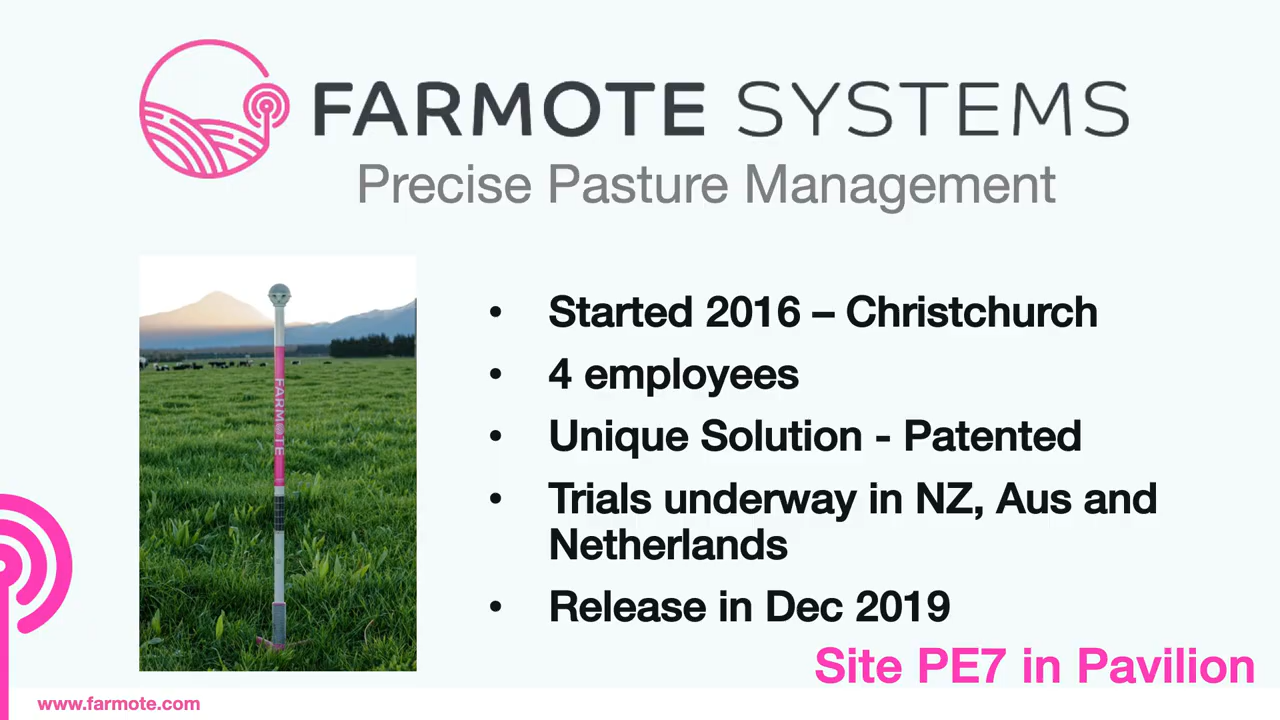 FARMOTE SYSTEMS
Precise Pasture Management
FARMOTE
• Started 2016 – Christchurch
• 4 employees
• Unique Solution - Patented
• Trials underway in NZ, Aus and
Netherlands
• Release in Dec 2019
Site PE7 in Pavilion
www.farmote.com